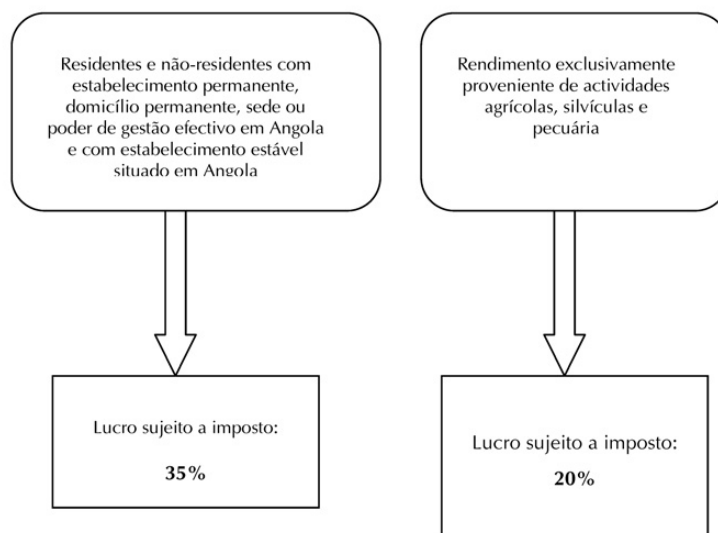 Residentes e não-residentes com
estabelecimento permanente,
domicílio permanente, sede ou
poder de gestão efectivo em Angola
e com estabelecimento estável
situado em Angola
Rendimento exclusivamente
proveniente de actividades
agrícolas, silvículas e
pecuária
Lucro sujeito a imposto:
35%
Lucro sujeito a imposto:
20%